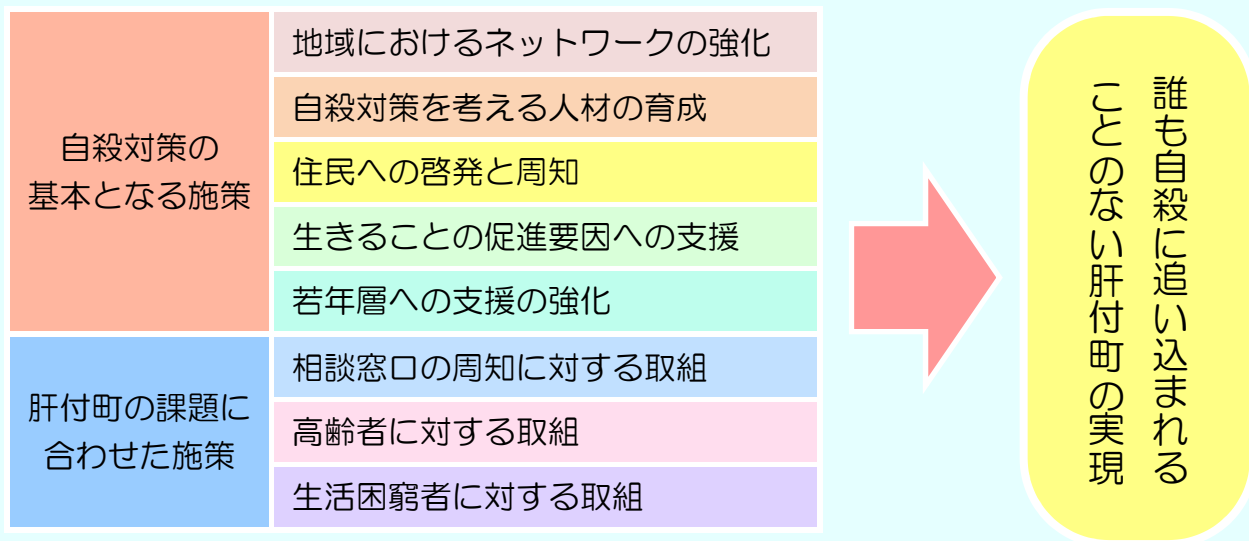 自殺対策の
基本となる施策
地域におけるネットワークの強化
自殺対策を考える人材の育成
住民への啓発と周知
生きることの促進要因への支援
若年層への支援の強化
肝付町の課題に
合わせた施策
相談窓口の周知に対する取組
高齢者に対する取組
生活困窮者に対する取組
誰も自殺に追い込まれる
ことのない肝付町の実現